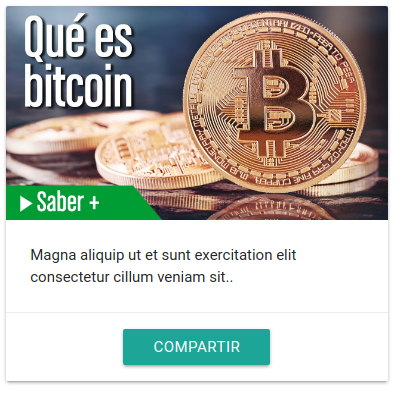 Qué es
bitcoin
Saber +
Magna aliquip ut et sunt exercitation elit
consectetur cillum veniam sit..
COMPARTIR